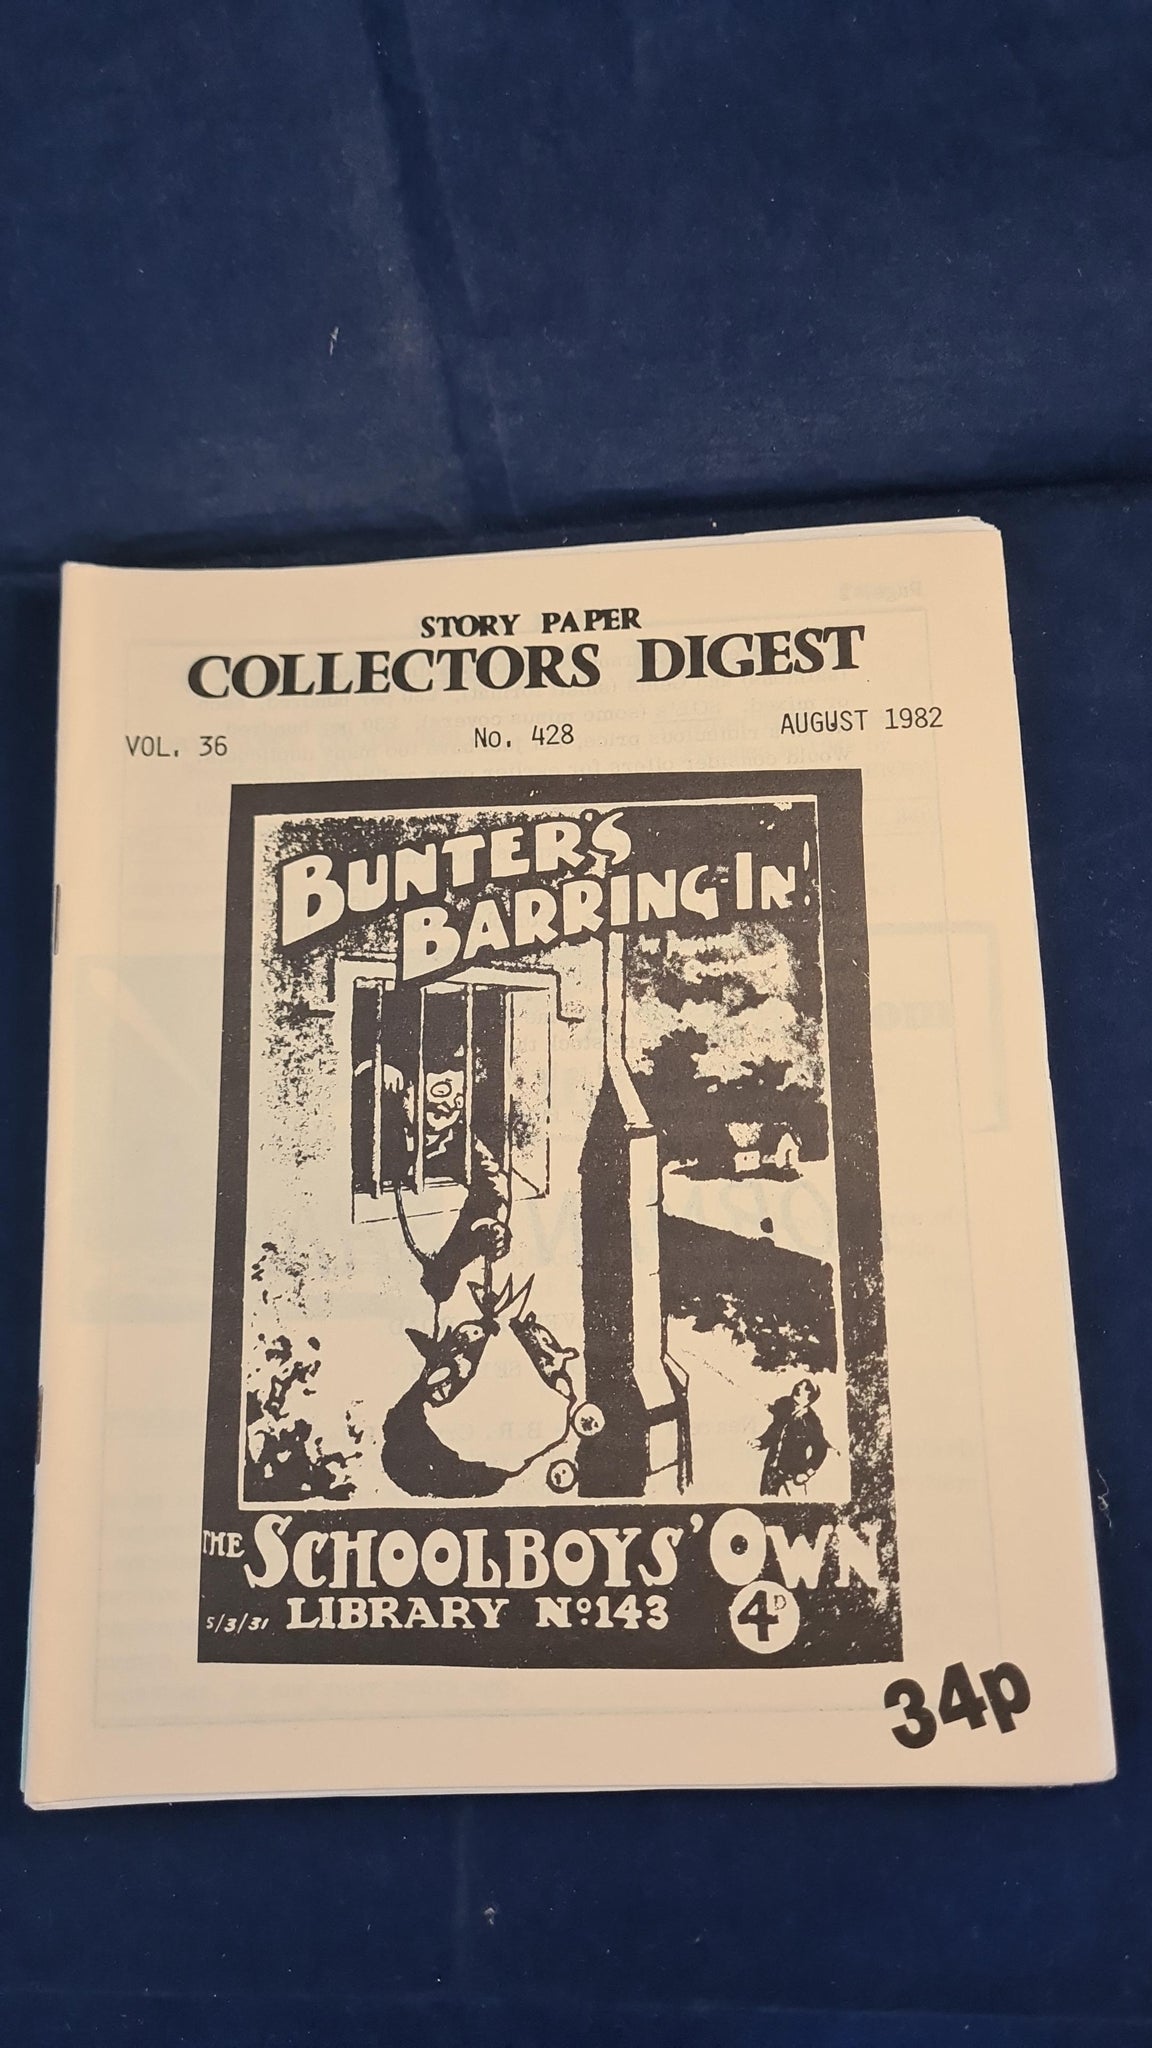 STORY PAPER
COLLECTORS DIGEST
VOL. 36 No. 428 AUGUST 1982
BUNTER'S
BARRING-IN
THE SCHOOLBOYS' OWN
5/3/31 LIBRARY No. 143 4D
34p